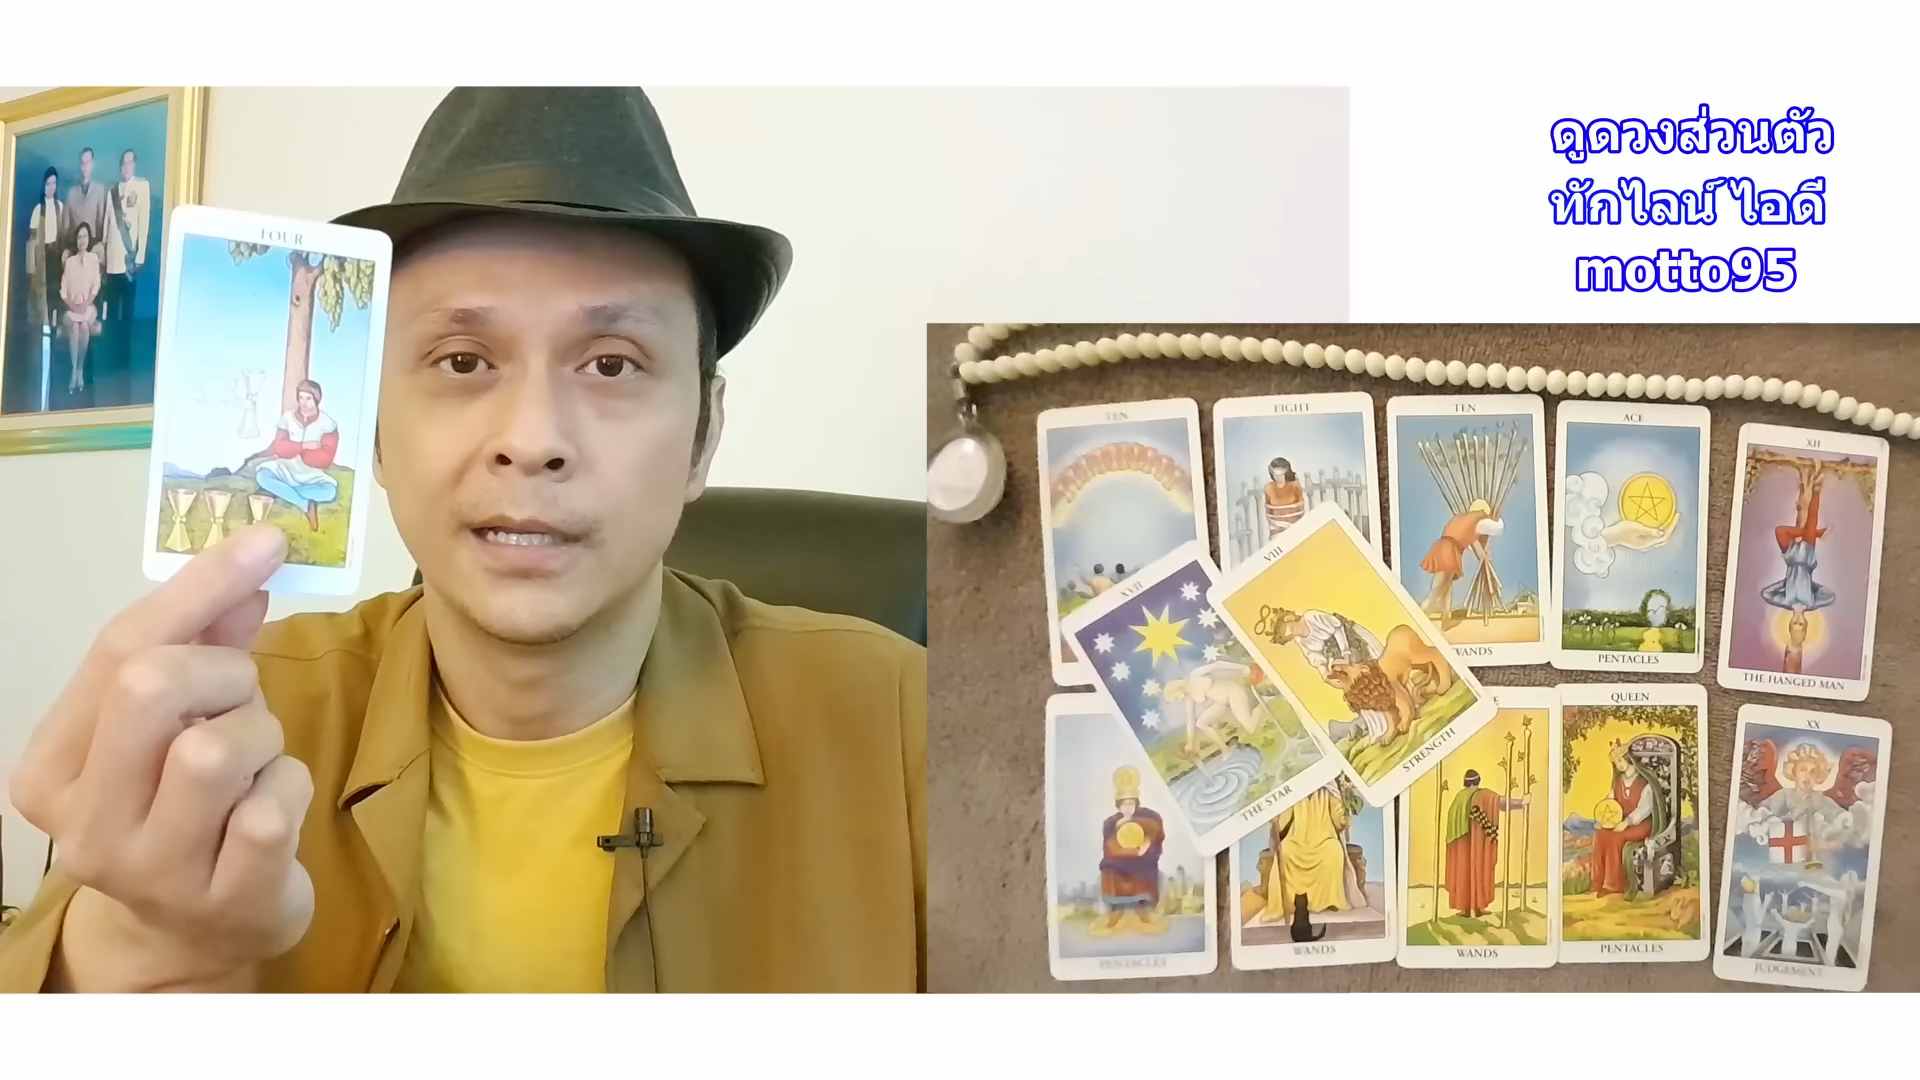 ดูดวงส่วนตัว
ทักไลน์ ไอดี
motto95
FOUR
TEN
EIGHT
TEN
ACE
XII
WANDS
PENTACLES
THE HANGED MAN
XVII
VIII
THE STAR
STRENGTH
QUEEN
XX
PENTACLES
WANDS
WANDS
PENTACLES
JUDGEMENT